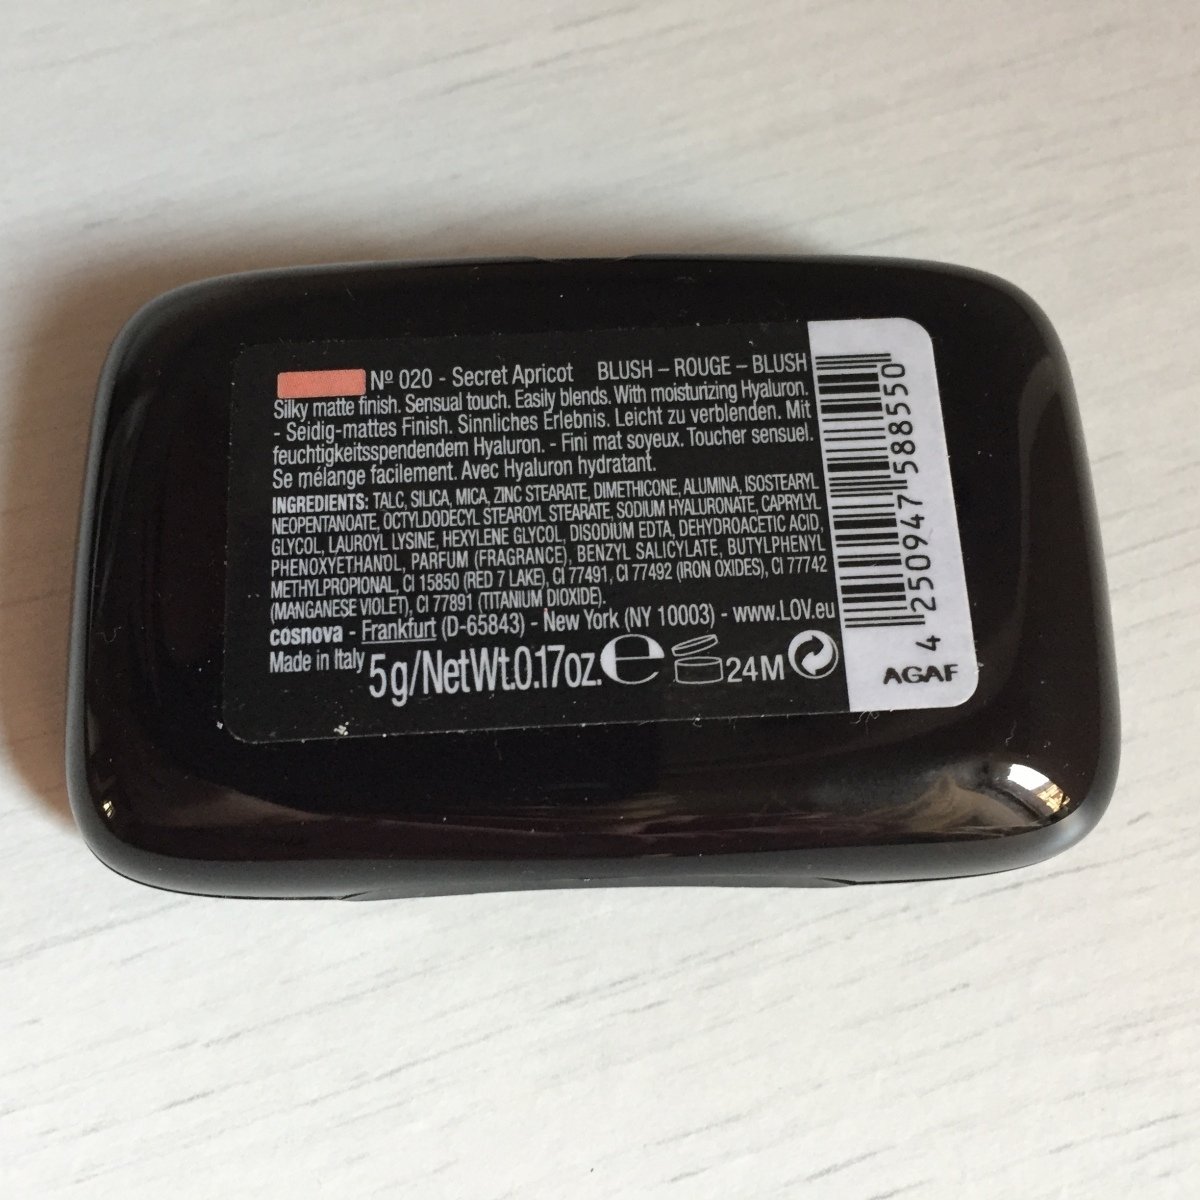 Nº 020 - Secret Apricot BLUSH – ROUGE – BLUSH
Silky matte finish. Sensual touch. Easily blends. With moisturizing Hyaluron.
- Seidig-mattes Finish. Sinnliches Erlebnis. Leicht zu verblenden. Mit
feuchtigkeitsspendendem Hyaluron. - Fini mat soyeux. Toucher sensuel.
Se mélange facilement. Avec Hyaluron hydratant.
INGREDIENTS: TALC, SILICA, MICA, ZINC STEARATE, DIMETHICONE, ALUMINA, ISOSTEARYL
NEOPENTANOATE, OCTYLDODECYL STEAROYL STEARATE, SODIUM HYALURONATE, CAPRYLYL
GLYCOL, LAUROYL LYSINE, HEXYLENE GLYCOL, DISODIUM EDTA, DEHYDROACETIC ACID,
PHENOXYETHANOL, PARFUM (FRAGRANCE), BENZYL SALICYLATE, BUTYLPHENYL
METHYLPROPIONAL, CI 15850 (RED 7 LAKE), CI 77491, CI 77492 (IRON OXIDES), CI 77742
(MANGANESE VIOLET), CI 77891 (TITANIUM DIOXIDE).
cosnova - Frankfurt (D-65843) - New York (NY 10003) - www.LOV.eu
Made in Italy 5g/NetWt.0.17oz. e 24M
4 250947 588550
AGAF